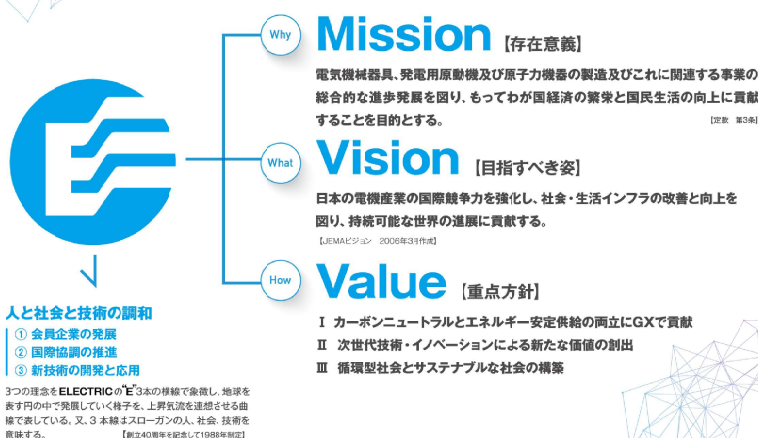 Why
Mission【存在意義】
電気機械器具、発電用原動機及び原子力機器の製造及びこれに関連する事業の
総合的な進歩発展を図り、もってわが国経済の繁栄と国民生活の向上に貢献
することを目的とする。
【定款 第3条】
What
Vision【目指すべき姿】
日本の電機産業の国際競争力を強化し、社会・生活インフラの改善と向上を
図り、持続可能な世界の進展に貢献する。
【JEMAビジョン 2006年3月作成】
How
Value【重点方針】
Ⅰ カーボンニュートラルとエネルギー安定供給の両立にGXで貢献
Ⅱ 次世代技術・イノベーションによる新たな価値の創出
Ⅲ 循環型社会とサステナブルな社会の構築
人と社会と技術の調和
① 会員企業の発展
② 国際協調の推進
③ 新技術の開発と応用
3つの理念をELECTRICの"E"3本の横線で象徴し、地球を
表す円の中で発展していく様子を、上昇気流を連想させる曲
線で表している。又、3本線はスローガンの人、社会、技術を
意味する。
【創立40周年を記念して1988年制定】